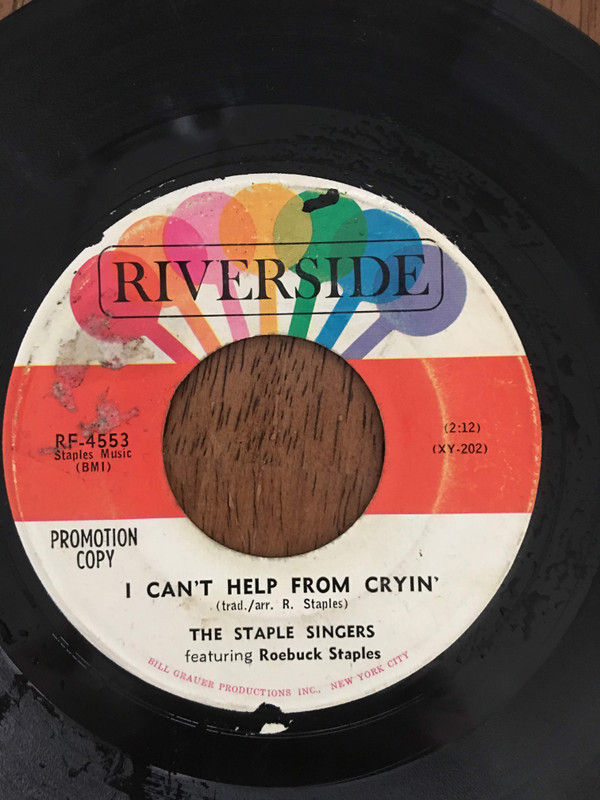 RIVERSIDE
RF-4553
Staples Music
(BMI)
(2:12)
(XY-202)
PROMOTION
COPY
I CAN'T HELP FROM CRYIN'
(trad./arr. R. Staples)
THE STAPLE SINGERS
featuring Roebuck Staples
BILL GRAUER PRODUCTIONS INC., NEW YORK CITY